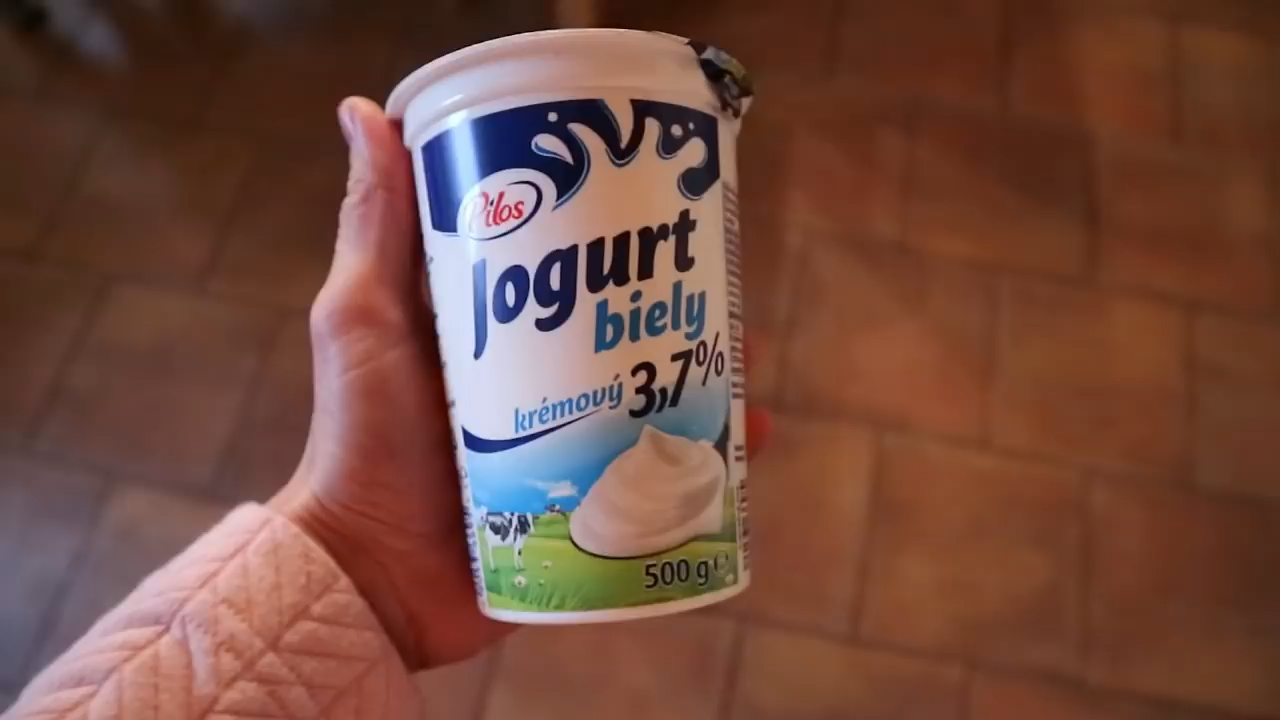 Pilos
Jogurt
biely
krémový 3,7%
500 g ℮